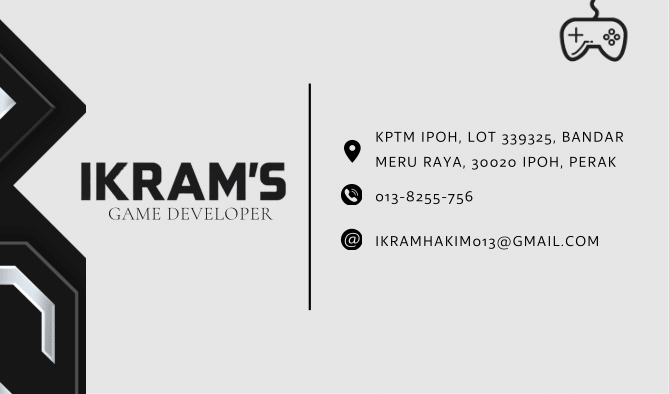 IKRAM'S
GAME DEVELOPER
KPTM IPOH, LOT 339325, BANDAR
MERU RAYA, 30020 IPOH, PERAK
013-8255-756
IKRAMHAKIM013@GMAIL.COM